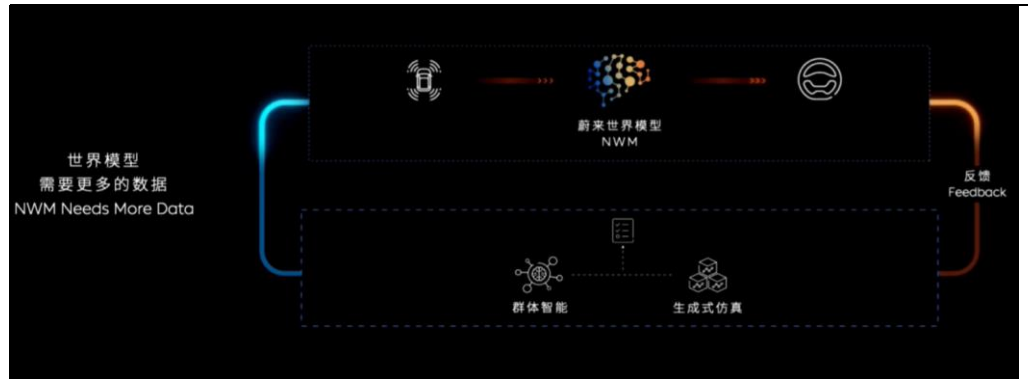 世界模型
需要更多的数据
NWM Needs More Data
蔚来世界模型
NWM
反馈
Feedback
群体智能
生成式仿真